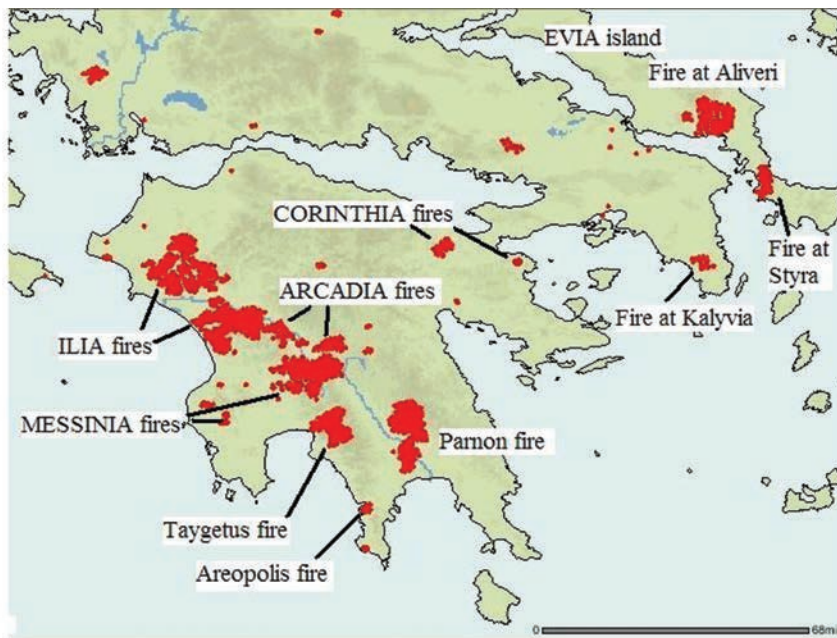 EVIA island
Fire at Aliveri
CORINTHIA fires
Fire at
Styra
ARCADIA fires
Fire at Kalyvia
ILIA fires
MESSINIA fires
Parnon fire
Taygetus fire
Areopolis fire
0